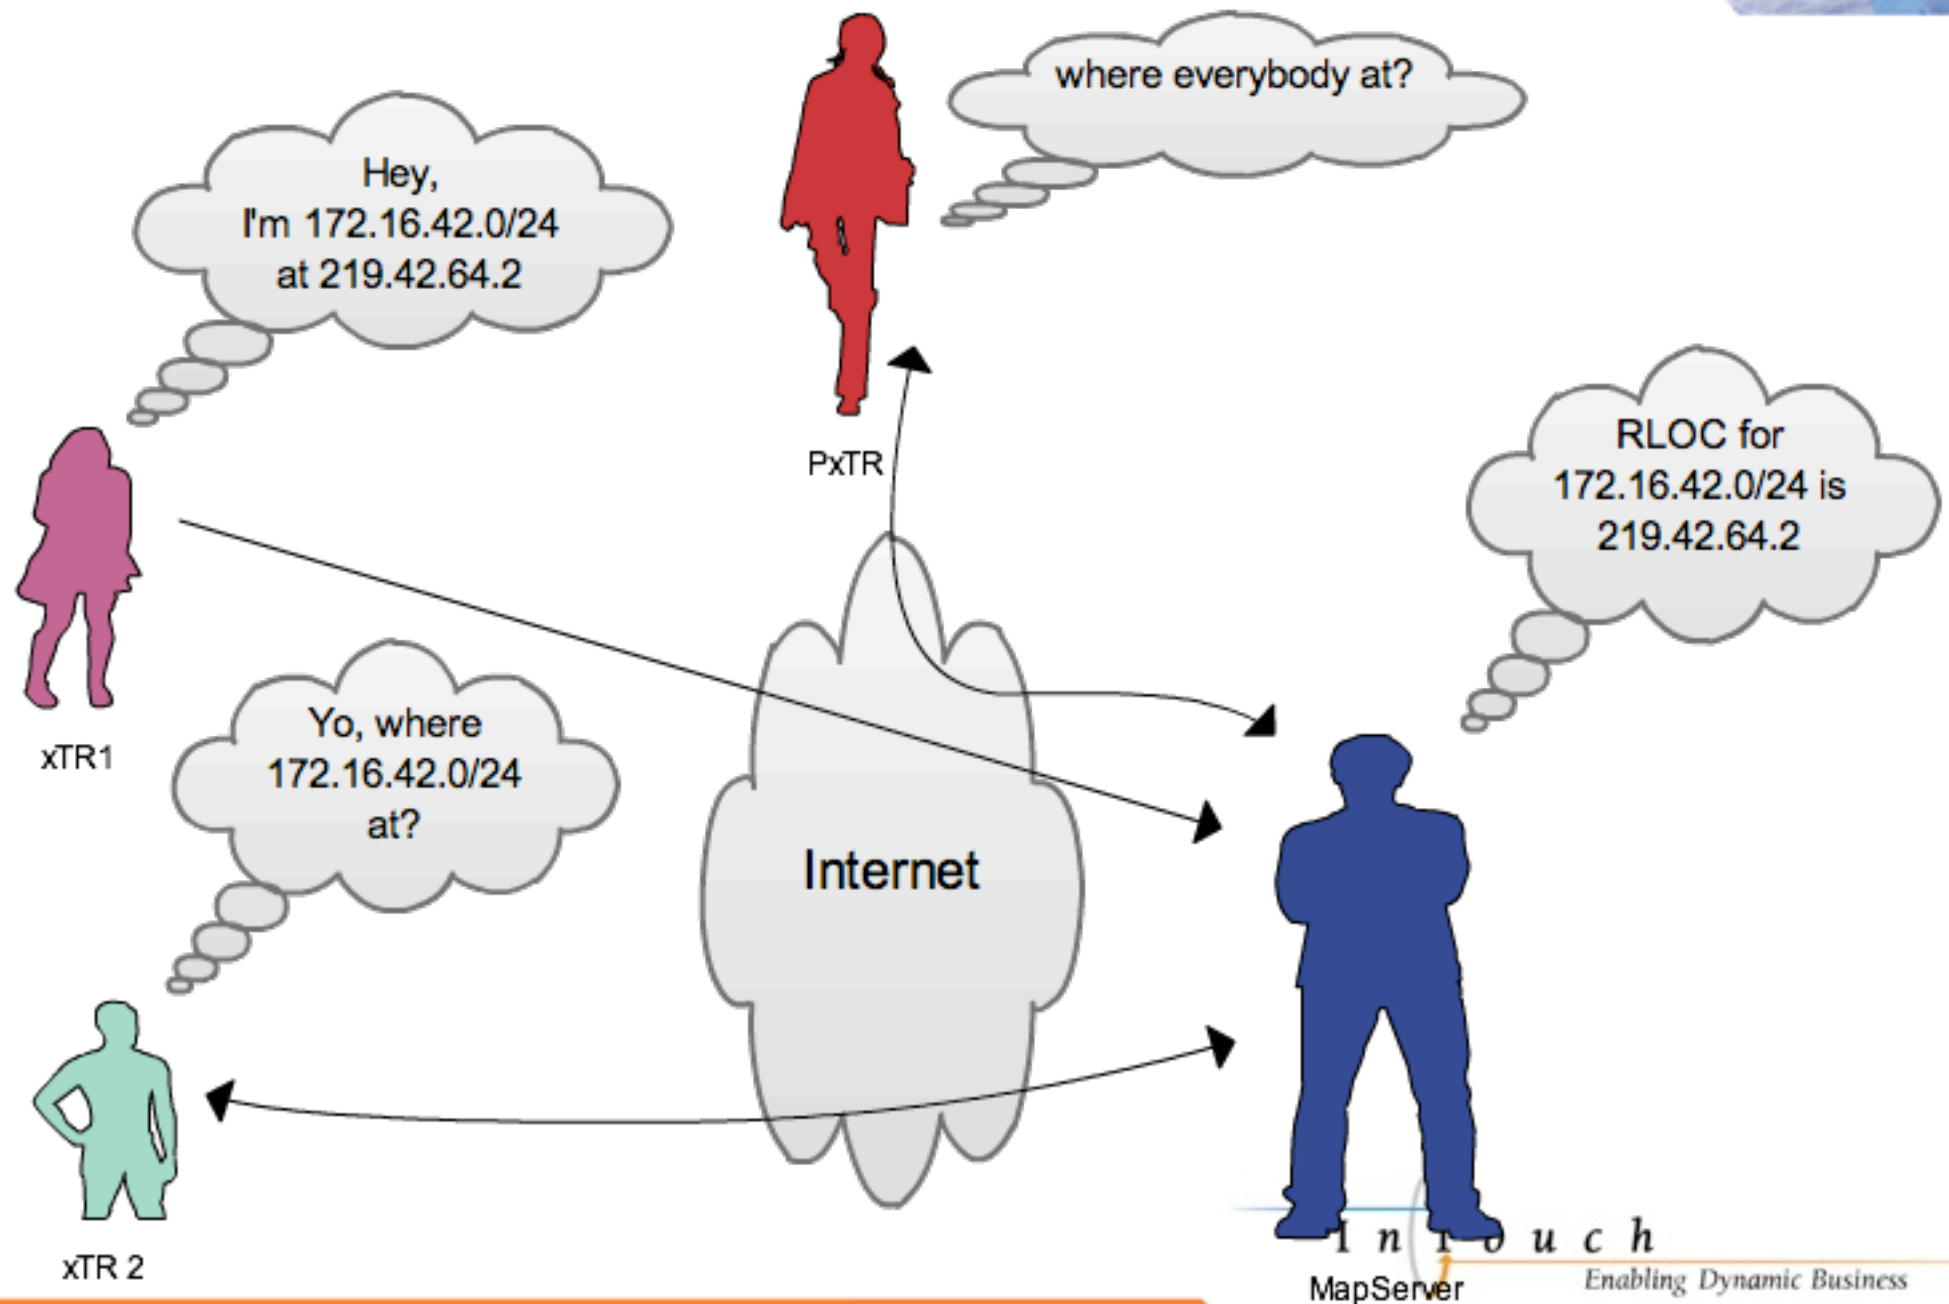 where everybody at?
Hey,
I'm 172.16.42.0/24
at 219.42.64.2
PxTR
RLOC for
172.16.42.0/24 is
219.42.64.2
xTR1
Yo, where
172.16.42.0/24
at?
Internet
xTR 2
InTouch
Enabling Dynamic Business
MapServer